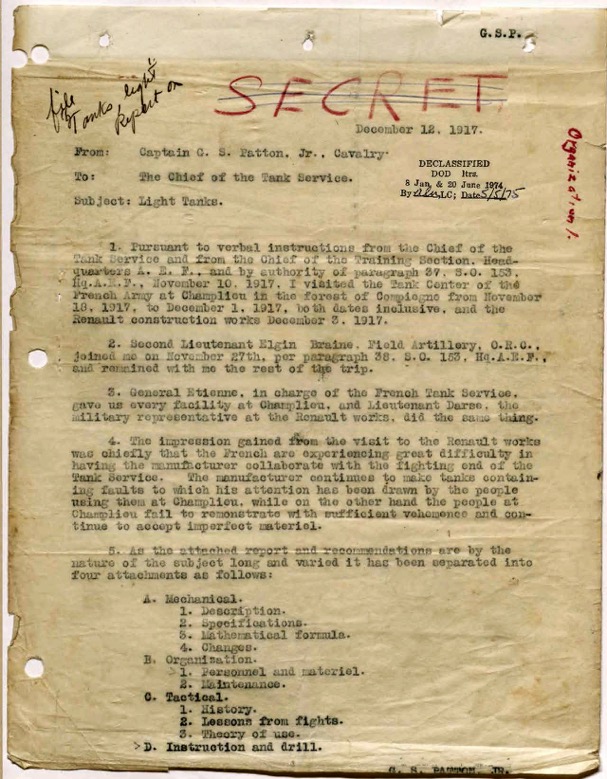 G.S.P.
file
Tanks light
Report on
SECRET
December 12, 1917.
Organization 1.
From: Captain G. S. Patton, Jr., Cavalry.
To: The Chief of the Tank Service.
Subject: Light Tanks.
DECLASSIFIED
DOD ltrs.
8 Jan. & 20 June 1974
By LC; Date 5/5/75
1. Pursuant to verbal instructions from the Chief of the
Tank Service and from the Chief of the Training Section, Head-
quarters A. E. F., and by authority of paragraph 37, S.O. 153,
Hq.A.E.F., November 10, 1917, I visited the Tank Center of the
French Army at Champlieu in the forest of Compiegne from November
18, 1917, to December 1, 1917, both dates inclusive, and the
Renault construction works December 3, 1917.
2. Second Lieutenant Elgin Braine, Field Artillery, O.R.C.,
joined me on November 27th, per paragraph 38, S.O. 153, Hq.A.E.F.,
and remained with me the rest of the trip.
3. General Etienne, in charge of the French Tank Service,
gave us every facility at Champlieu, and Lieutenant Darse, the
military representative at the Renault works, did the same thing.
4. The impression gained from the visit to the Renault works
was chiefly that the French are experiencing great difficulty in
having the manufacturer collaborate with the fighting end of the
Tank Service. The manufacturer continues to make tanks contain-
ing faults to which his attention has been drawn by the people
using them at Champlieu, while on the other hand the people at
Champlieu fail to remonstrate with sufficient vehemence and con-
tinue to accept imperfect materiel.
5. As the attached report and recommendations are by the
nature of the subject long and varied it has been separated into
four attachments as follows:
A. Mechanical.
1. Description.
2. Specifications.
3. Mathematical formula.
4. Changes.
B. Organization.
1. Personnel and materiel.
2. Maintenance.
C. Tactical.
1. History.
2. Lessons from fights.
3. Theory of use.
>D. Instruction and drill.
G. S. PATTON, JR.